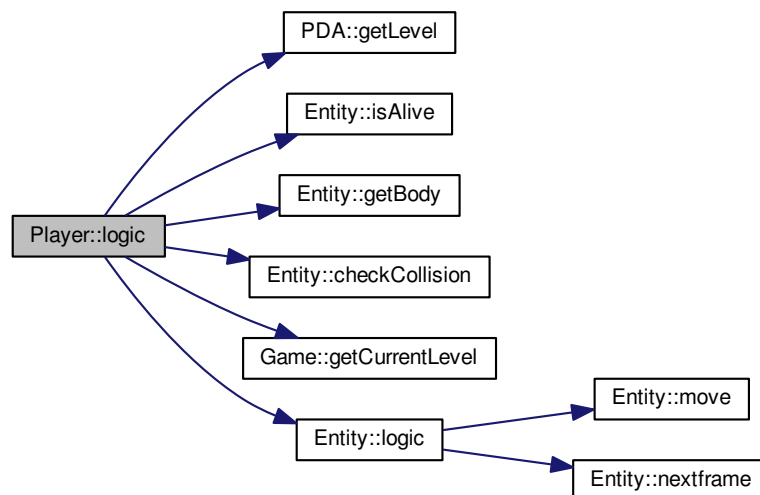 PDA::getLevel
Entity::isAlive
Entity::getBody
Player::logic
Entity::checkCollision
Game::getCurrentLevel
Entity::move
Entity::logic
Entity::nextframe